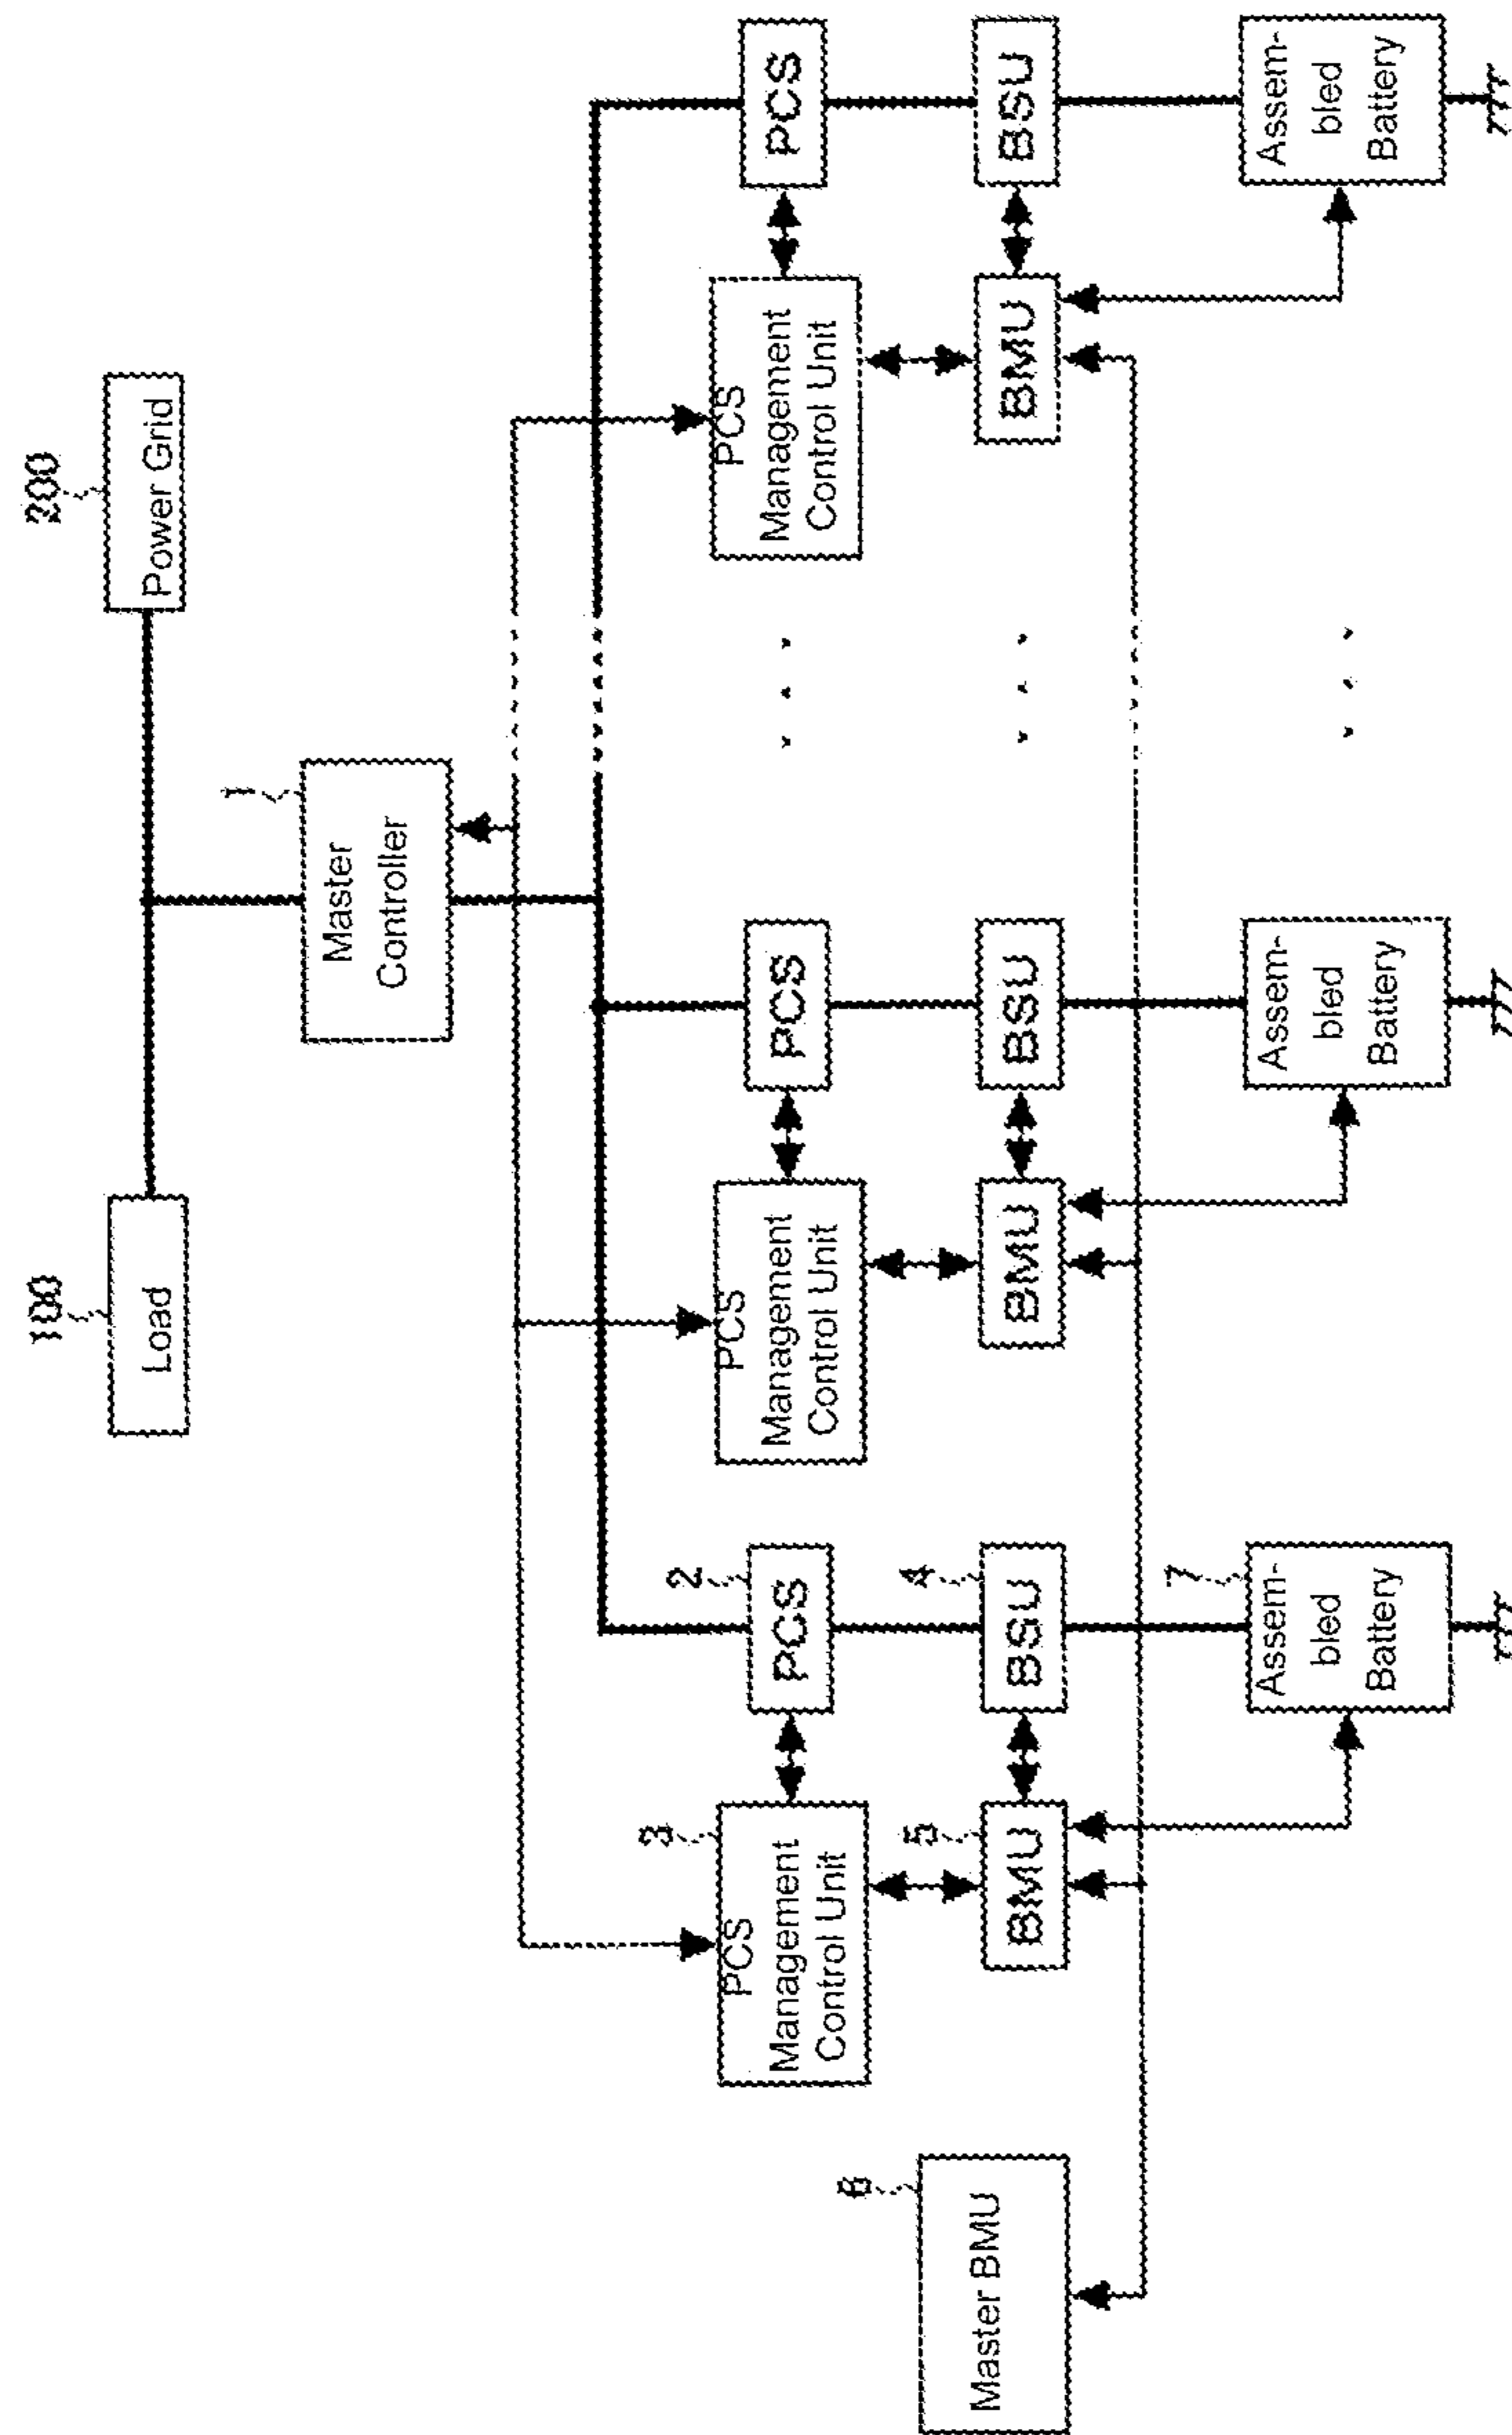 100
200
Load
Power Grid
1
Master
Controller
3
2
PCS
Management
Control Unit
PCS
PCS
Management
Control Unit
PCS
PCS
Management
Control Unit
PCS
6
5
4
Master BMU
BMU
BSU
BMU
BSU
BMU
BSU
7
Assem-
bled
Battery
Assem-
bled
Battery
Assem-
bled
Battery